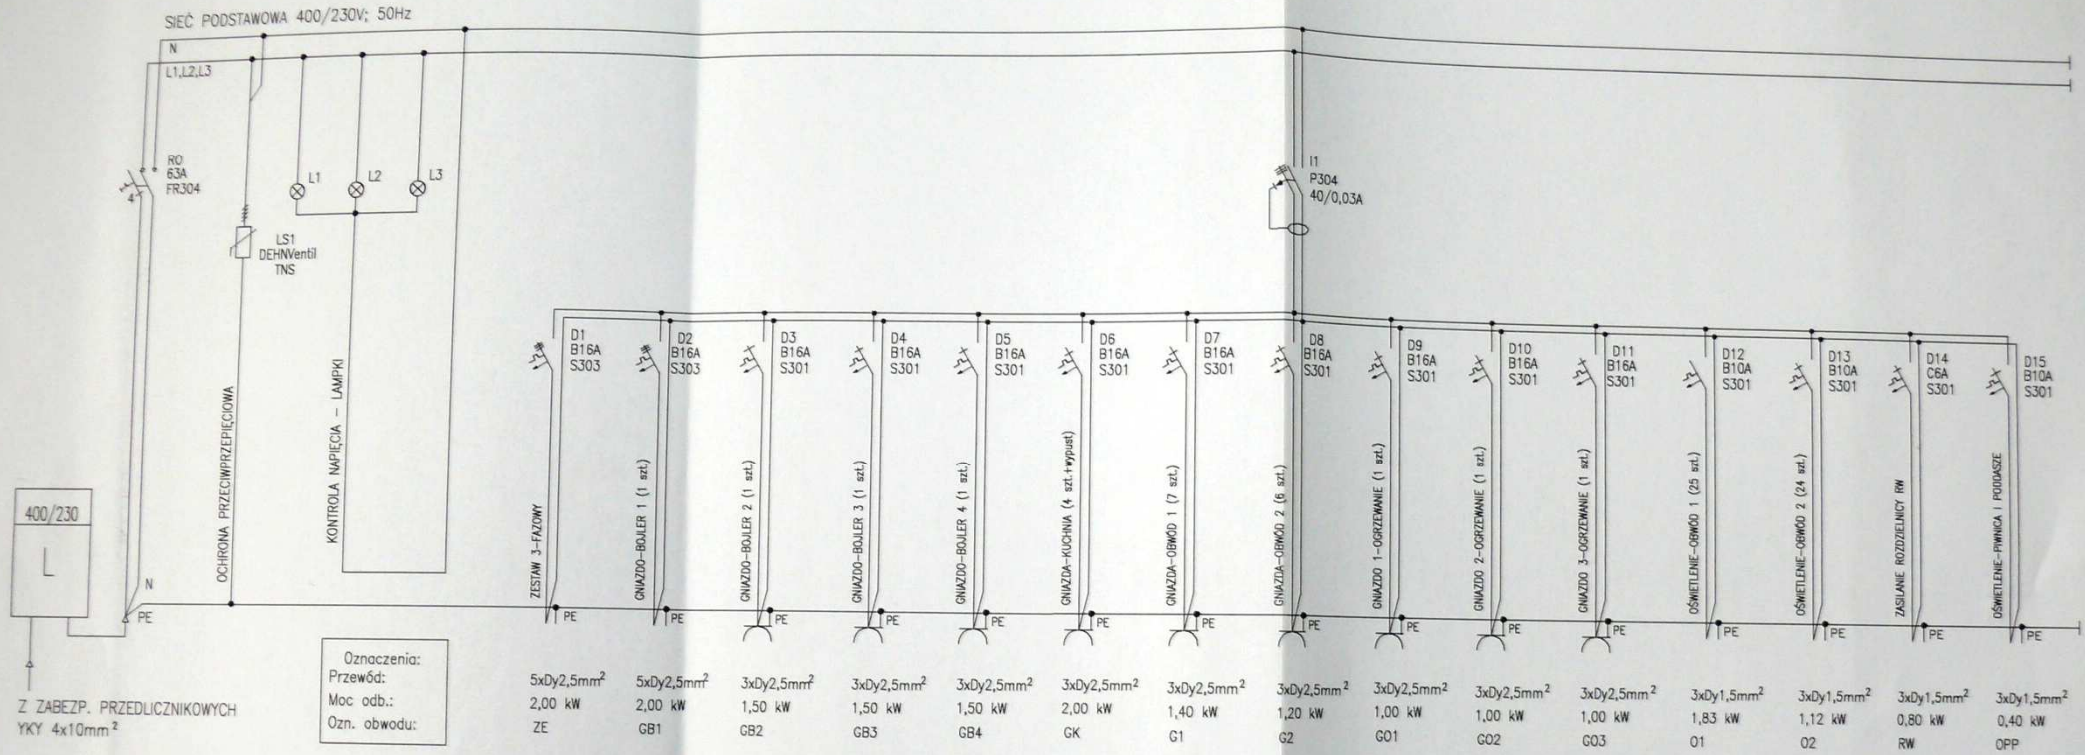 SIEĆ PODSTAWOWA 400/230V; 50Hz
N
L1,L2,L3
RO
63A
FR304
4
L1
L2
L3
LS1
DEHNVentil
TNS
OCHRONA PRZECIWPRZEPIĘCIOWA
KONTROLA NAPIĘCIA – LAMPKI
I1
P304
40/0,03A
400/230
L
N
PE
Z ZABEZP. PRZEDLICZNIKOWYCH
YKY 4x10mm²
Oznaczenia:
Przewód:
Moc odb.:
Ozn. obwodu:
D1
B16A
S303
ZESTAW 3-FAZOWY
PE
5xDy2,5mm²
2,00 kW
ZE
D2
B16A
S303
GNIAZDO-BOJLER 1 (1 szt.)
PE
5xDy2,5mm²
2,00 kW
GB1
D3
B16A
S301
GNIAZDO-BOJLER 2 (1 szt.)
PE
3xDy2,5mm²
1,50 kW
GB2
D4
B16A
S301
GNIAZDO-BOJLER 3 (1 szt.)
PE
3xDy2,5mm²
1,50 kW
GB3
D5
B16A
S301
GNIAZDO-BOJLER 4 (1 szt.)
PE
3xDy2,5mm²
1,50 kW
GB4
D6
B16A
S301
GNIAZDA-KUCHNIA (4 szt.+wypust)
PE
3xDy2,5mm²
2,00 kW
GK
D7
B16A
S301
GNIAZDA-OBWÓD 1 (7 szt.)
PE
3xDy2,5mm²
1,40 kW
G1
D8
B16A
S301
GNIAZDA-OBWÓD 2 (6 szt.)
PE
3xDy2,5mm²
1,20 kW
G2
D9
B16A
S301
GNIAZDO 1-OGRZEWANIE (1 szt.)
PE
3xDy2,5mm²
1,00 kW
GO1
D10
B16A
S301
GNIAZDO 2-OGRZEWANIE (1 szt.)
PE
3xDy2,5mm²
1,00 kW
GO2
D11
B16A
S301
GNIAZDO 3-OGRZEWANIE (1 szt.)
PE
3xDy2,5mm²
1,00 kW
GO3
D12
B10A
S301
OŚWIETLENIE-OBWÓD 1 (25 szt.)
PE
3xDy1,5mm²
1,83 kW
O1
D13
B10A
S301
OŚWIETLENIE-OBWÓD 2 (24 szt.)
PE
3xDy1,5mm²
1,12 kW
O2
D14
C6A
S301
ZASILANIE ROZDZIELNICY RW
PE
3xDy1,5mm²
0,80 kW
RW
D15
B10A
S301
OŚWIETLENIE-PIWNICA I PODDASZE
PE
3xDy1,5mm²
0,40 kW
OPP